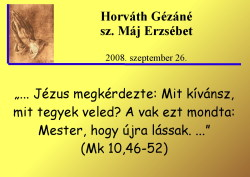 Horváth Gézáné
sz. Máj Erzsébet
2008. szeptember 26.
„... Jézus megkérdezte: Mit kívánsz,
mit tegyek veled? A vak ezt mondta:
Mester, hogy újra lássak. ...”
(Mk 10,46-52)